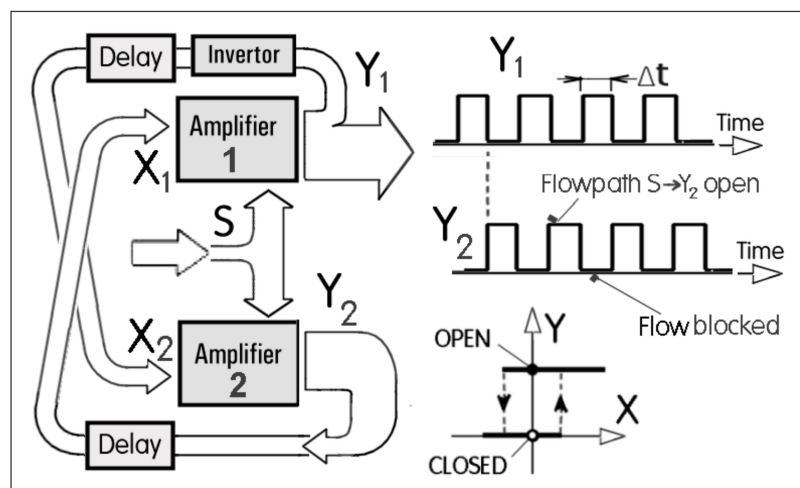 Delay
Invertor
Y1
Amplifier
1
X1
S
X2
Y2
Amplifier
2
Delay
Y1
Δt
Time
Flowpath S→Y2 open
Y2
Time
Flow blocked
Y
OPEN
X
CLOSED